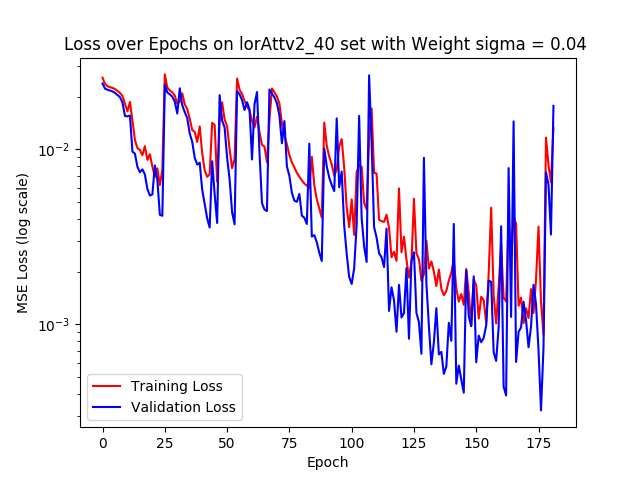 Loss over Epochs on lorAttv2_40 set with Weight sigma = 0.04
MSE Loss (log scale)
10⁻²
10⁻³
Training Loss
Validation Loss
0 25 50 75 100 125 150 175
Epoch